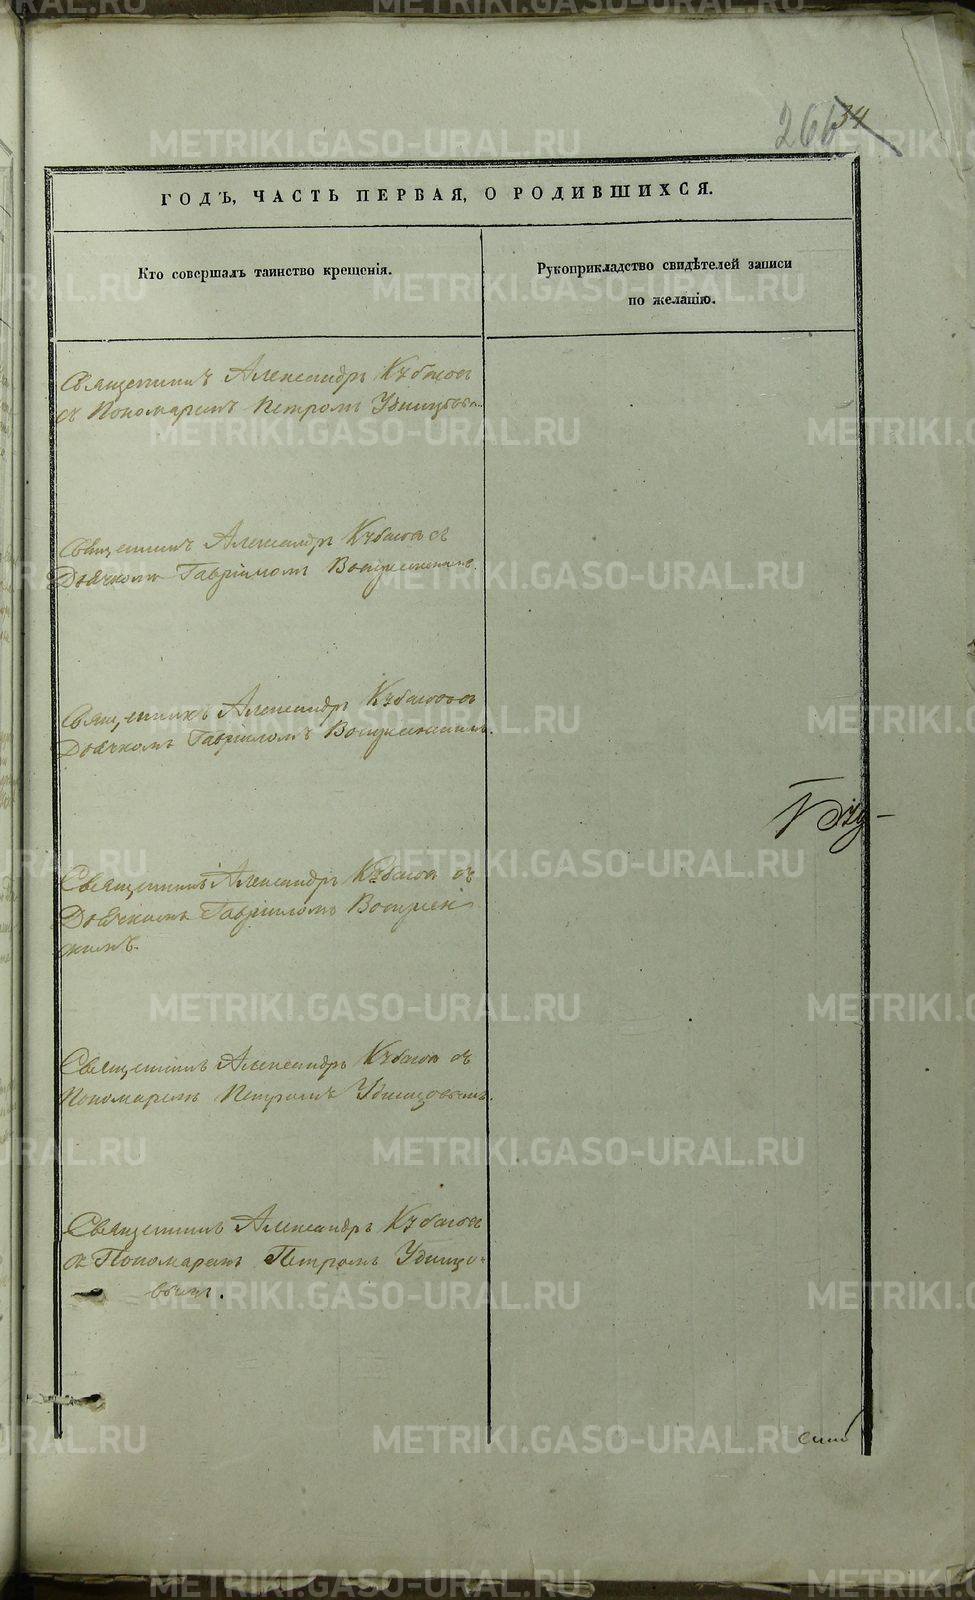 266 34
ГОДЪ, ЧАСТЬ ПЕРВАЯ, О РОДИВШИХСЯ.
Кто совершалъ таинство крещенія.
Рукоприкладство свидѣтелей записи
по желанію.
Священникъ Александръ Кубасовъ
съ Пономаремъ Петромъ
Священникъ Александръ Кубасовъ съ
Дьячкомъ Гавріиломъ Воскресенскимъ.
Священникъ Александръ Кубасовъ съ
Дьячкомъ Гавріиломъ Воскресенскимъ.
Священникъ Александръ Кубасовъ съ
Дьячкомъ Гавріиломъ Воскресен
скимъ.
Священникъ Александръ Кубасовъ съ
Пономаремъ Петромъ Удинцовымъ.
Священникъ Александръ Кубасовъ
съ Пономаремъ Петромъ Удинцо-
вымъ.
METRIKI.GASO-URAL.RU